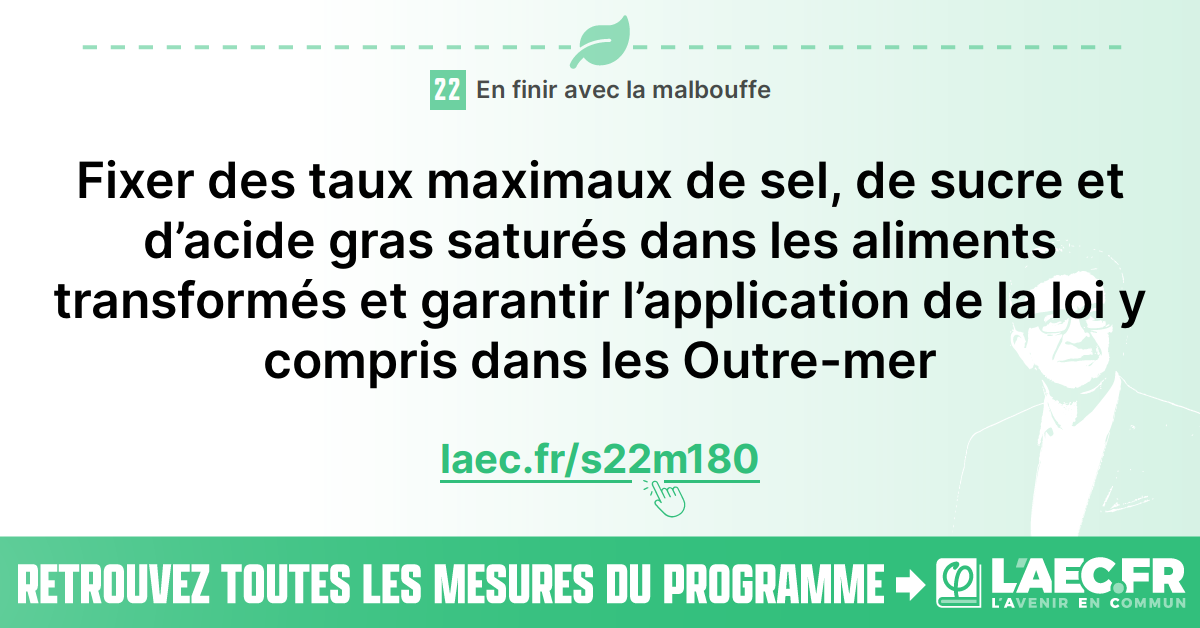 22 En finir avec la malbouffe
Fixer des taux maximaux de sel, de sucre et
d’acide gras saturés dans les aliments
transformés et garantir l’application de la loi y
compris dans les Outre-mer
laec.fr/s22m180
RETROUVEZ TOUTES LES MESURES DU PROGRAMME
L'AEC.FR
L'AVENIR EN COMMUN